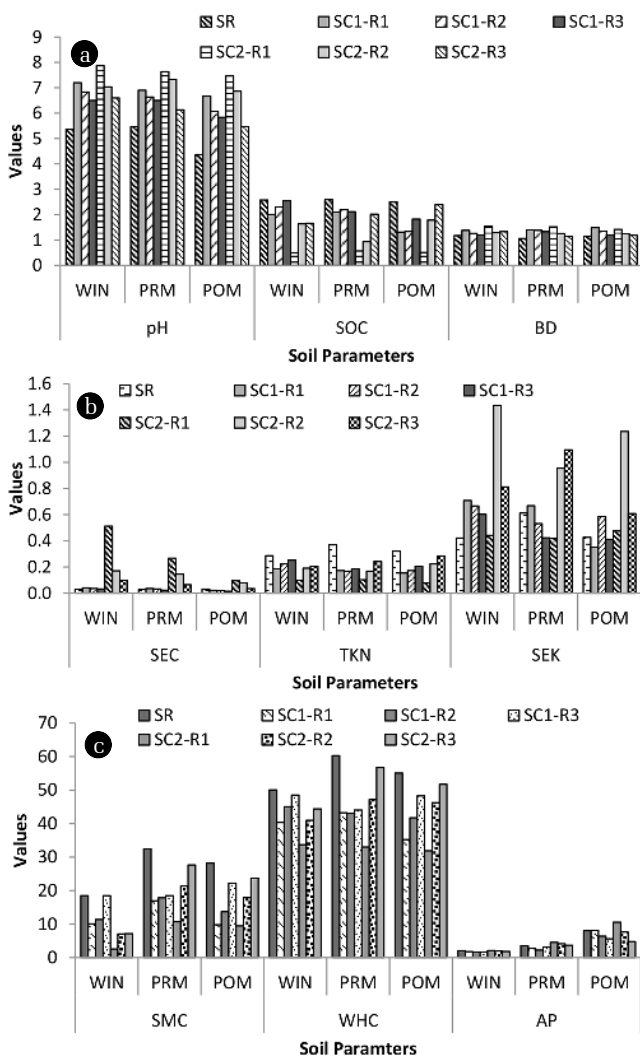 a
SR SC1-R1 SC1-R2 SC1-R3
SC2-R1 SC2-R2 SC2-R3
Values
9
8
7
6
5
4
3
2
1
0
WIN PRM POM WIN PRM POM WIN PRM POM
pH SOC BD
Soil Parameters
b
SR SC1-R1 SC1-R2 SC1-R3
SC2-R1 SC2-R2 SC2-R3
Values
1.6
1.4
1.2
1.0
0.8
0.6
0.4
0.2
0.0
WIN PRM POM WIN PRM POM WIN PRM POM
SEC TKN SEK
Soil Parameters
c
SR SC1-R1 SC1-R2 SC1-R3
SC2-R1 SC2-R2 SC2-R3
Values
70
60
50
40
30
20
10
0
WIN PRM POM WIN PRM POM WIN PRM POM
SMC WHC AP
Soil Paramters